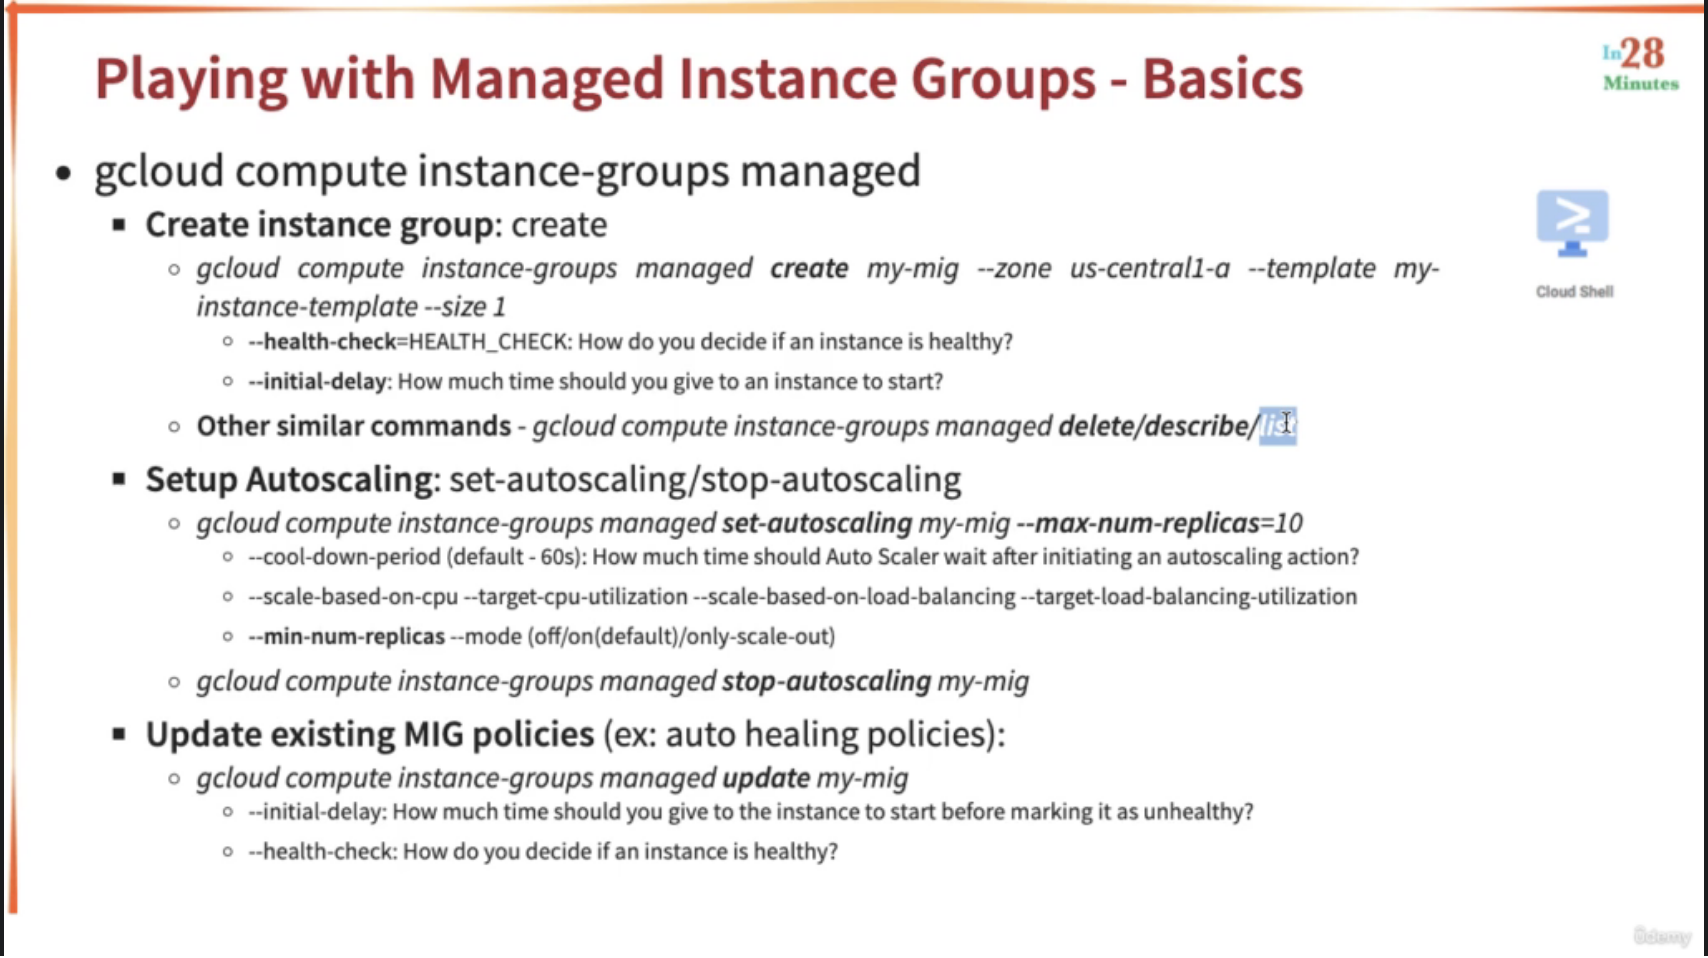 Playing with Managed Instance Groups - Basics
In28
Minutes
gcloud compute instance-groups managed
Create instance group: create
gcloud compute instance-groups managed create my-mig --zone us-central1-a --template my-
instance-template --size 1
--health-check=HEALTH_CHECK: How do you decide if an instance is healthy?
--initial-delay: How much time should you give to an instance to start?
Other similar commands - gcloud compute instance-groups managed delete/describe/list
Setup Autoscaling: set-autoscaling/stop-autoscaling
gcloud compute instance-groups managed set-autoscaling my-mig --max-num-replicas=10
--cool-down-period (default - 60s): How much time should Auto Scaler wait after initiating an autoscaling action?
--scale-based-on-cpu --target-cpu-utilization --scale-based-on-load-balancing --target-load-balancing-utilization
--min-num-replicas --mode (off/on(default)/only-scale-out)
gcloud compute instance-groups managed stop-autoscaling my-mig
Update existing MIG policies (ex: auto healing policies):
gcloud compute instance-groups managed update my-mig
--initial-delay: How much time should you give to the instance to start before marking it as unhealthy?
--health-check: How do you decide if an instance is healthy?
Cloud Shell
ûdemy